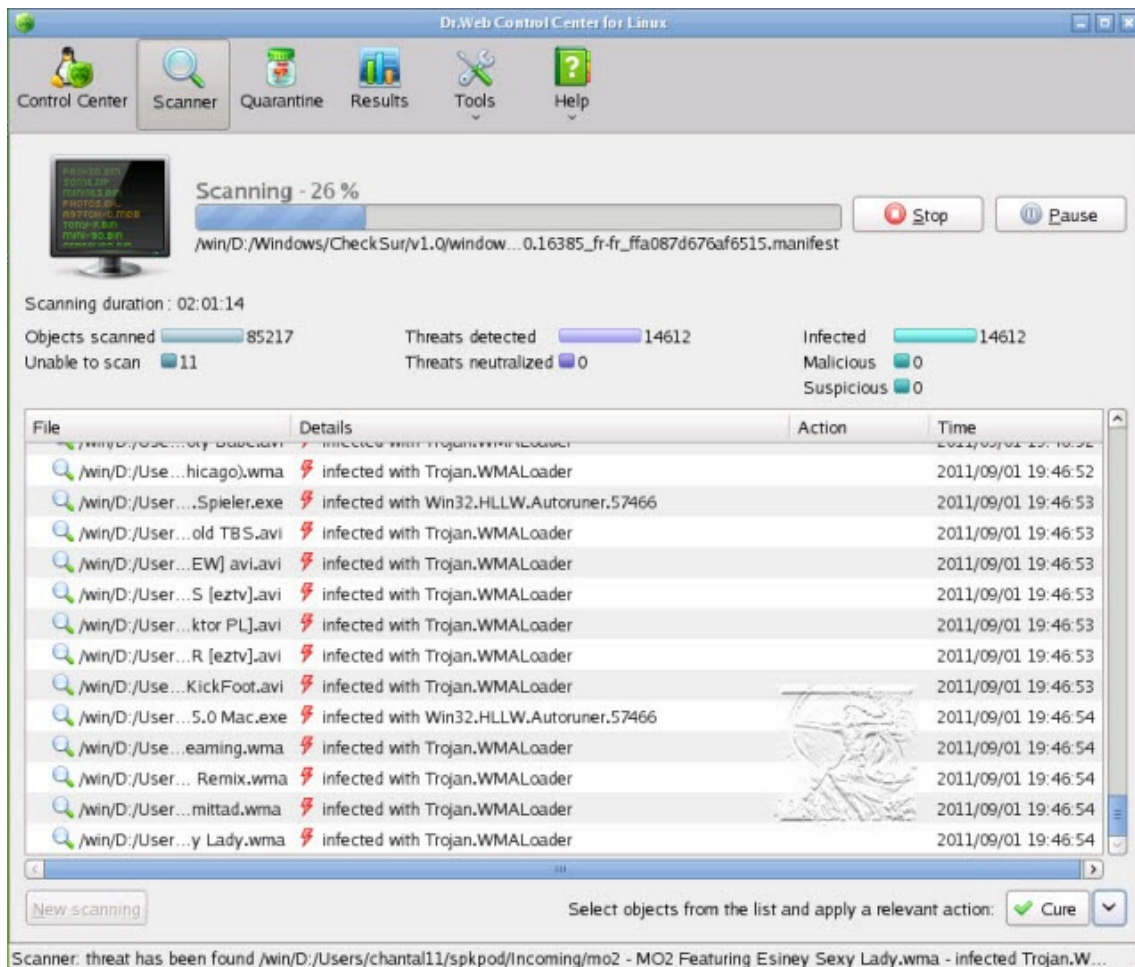 Dr.Web Control Center for Linux
Control Center Scanner Quarantine Results Tools Help
Scanning - 26 %
Stop Pause
/win/D:/Windows/CheckSur/v1.0/window...0.16385_fr-fr_ffa087d676af6515.manifest
Scanning duration : 02:01:14
Objects scanned 85217 Threats detected 14612 Infected 14612
Unable to scan 11 Threats neutralized 0 Malicious 0
Suspicious 0
File Details Action Time
infected with Trojan.WMALoader
/win/D:/Use...hicago).wma infected with Trojan.WMALoader 2011/09/01 19:46:52
/win/D:/User....Spieler.exe infected with Win32.HLLW.Autoruner.57466 2011/09/01 19:46:53
/win/D:/User...old TBS.avi infected with Trojan.WMALoader 2011/09/01 19:46:53
/win/D:/User...EW] avi.avi infected with Trojan.WMALoader 2011/09/01 19:46:53
/win/D:/User...S [eztv].avi infected with Trojan.WMALoader 2011/09/01 19:46:53
/win/D:/User...ktor PL].avi infected with Trojan.WMALoader 2011/09/01 19:46:53
/win/D:/User...R [eztv].avi infected with Trojan.WMALoader 2011/09/01 19:46:53
/win/D:/Use...KickFoot.avi infected with Trojan.WMALoader 2011/09/01 19:46:53
/win/D:/User...5.0 Mac.exe infected with Win32.HLLW.Autoruner.57466 2011/09/01 19:46:54
/win/D:/Use...eaming.wma infected with Trojan.WMALoader 2011/09/01 19:46:54
/win/D:/User... Remix.wma infected with Trojan.WMALoader 2011/09/01 19:46:54
/win/D:/User...mittad.wma infected with Trojan.WMALoader 2011/09/01 19:46:54
/win/D:/User...y Lady.wma infected with Trojan.WMALoader 2011/09/01 19:46:54
New scanning Select objects from the list and apply a relevant action: Cure
Scanner: threat has been found /win/D:/Users/chantal11/spkpod/Incoming/mo2 - MO2 Featuring Esiney Sexy Lady.wma - infected Trojan.W...